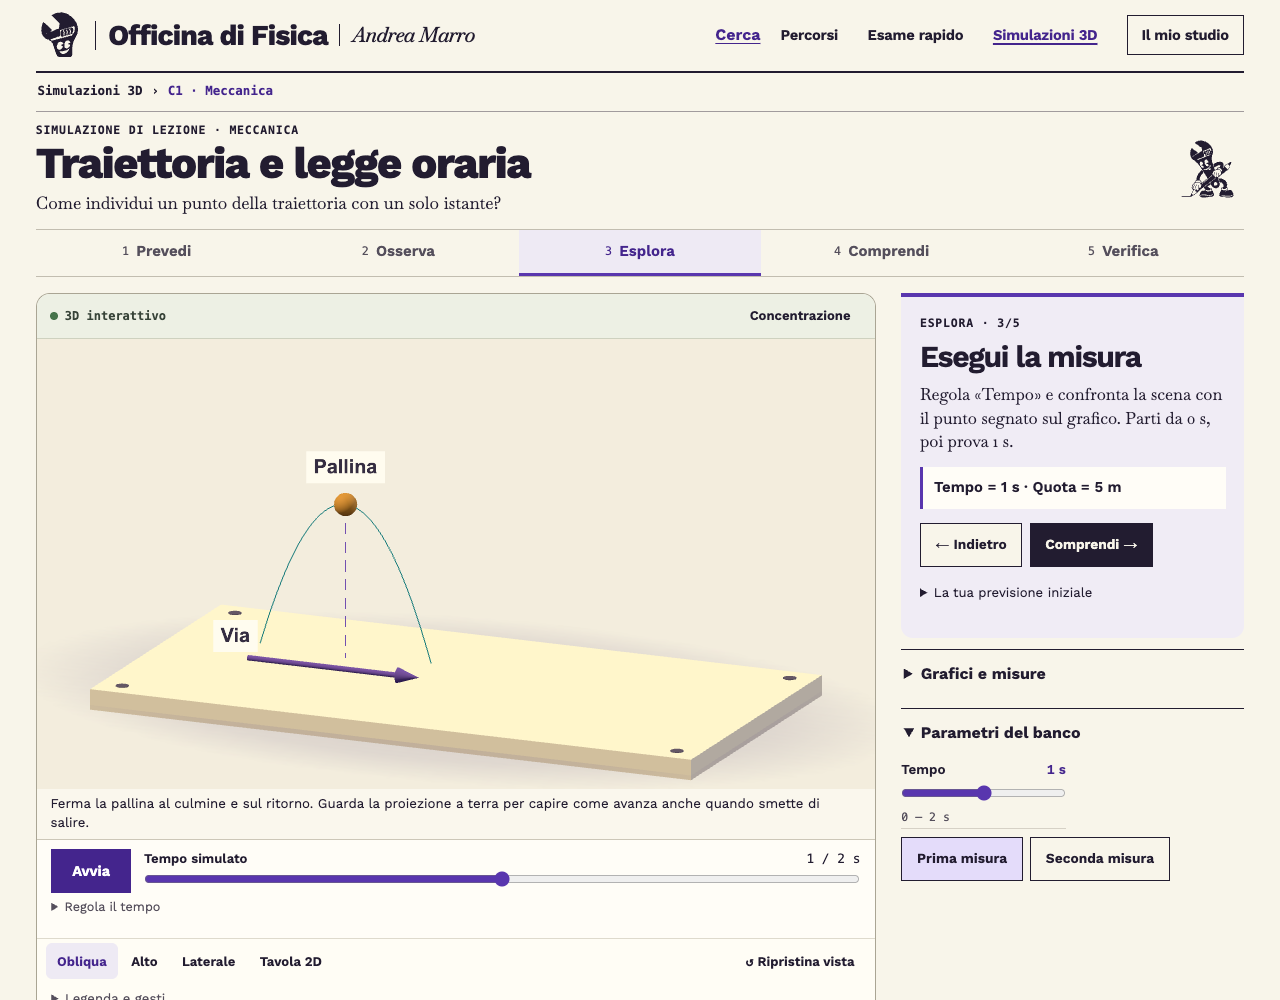 Officina di Fisica
Andrea Marro
Cerca
Percorsi
Esame rapido
Simulazioni 3D
Il mio studio
Simulazioni 3D › C1 · Meccanica
SIMULAZIONE DI LEZIONE · MECCANICA
Traiettoria e legge oraria
Come individui un punto della traiettoria con un solo istante?
1 Prevedi
2 Osserva
3 Esplora
4 Comprendi
5 Verifica
3D interattivo
Concentrazione
Pallina
Via
Ferma la pallina al culmine e sul ritorno. Guarda la proiezione a terra per capire come avanza anche quando smette di
salire.
Avvia
Tempo simulato
1 / 2 s
▶ Regola il tempo
Obliqua
Alto
Laterale
Tavola 2D
↺ Ripristina vista
▶ Legenda e gesti
ESPLORA · 3/5
Esegui la misura
Regola «Tempo» e confronta la scena con
il punto segnato sul grafico. Parti da 0 s,
poi prova 1 s.
Tempo = 1 s · Quota = 5 m
← Indietro
Comprendi →
▶ La tua previsione iniziale
▶ Grafici e misure
▼ Parametri del banco
Tempo
1 s
0 — 2 s
Prima misura
Seconda misura